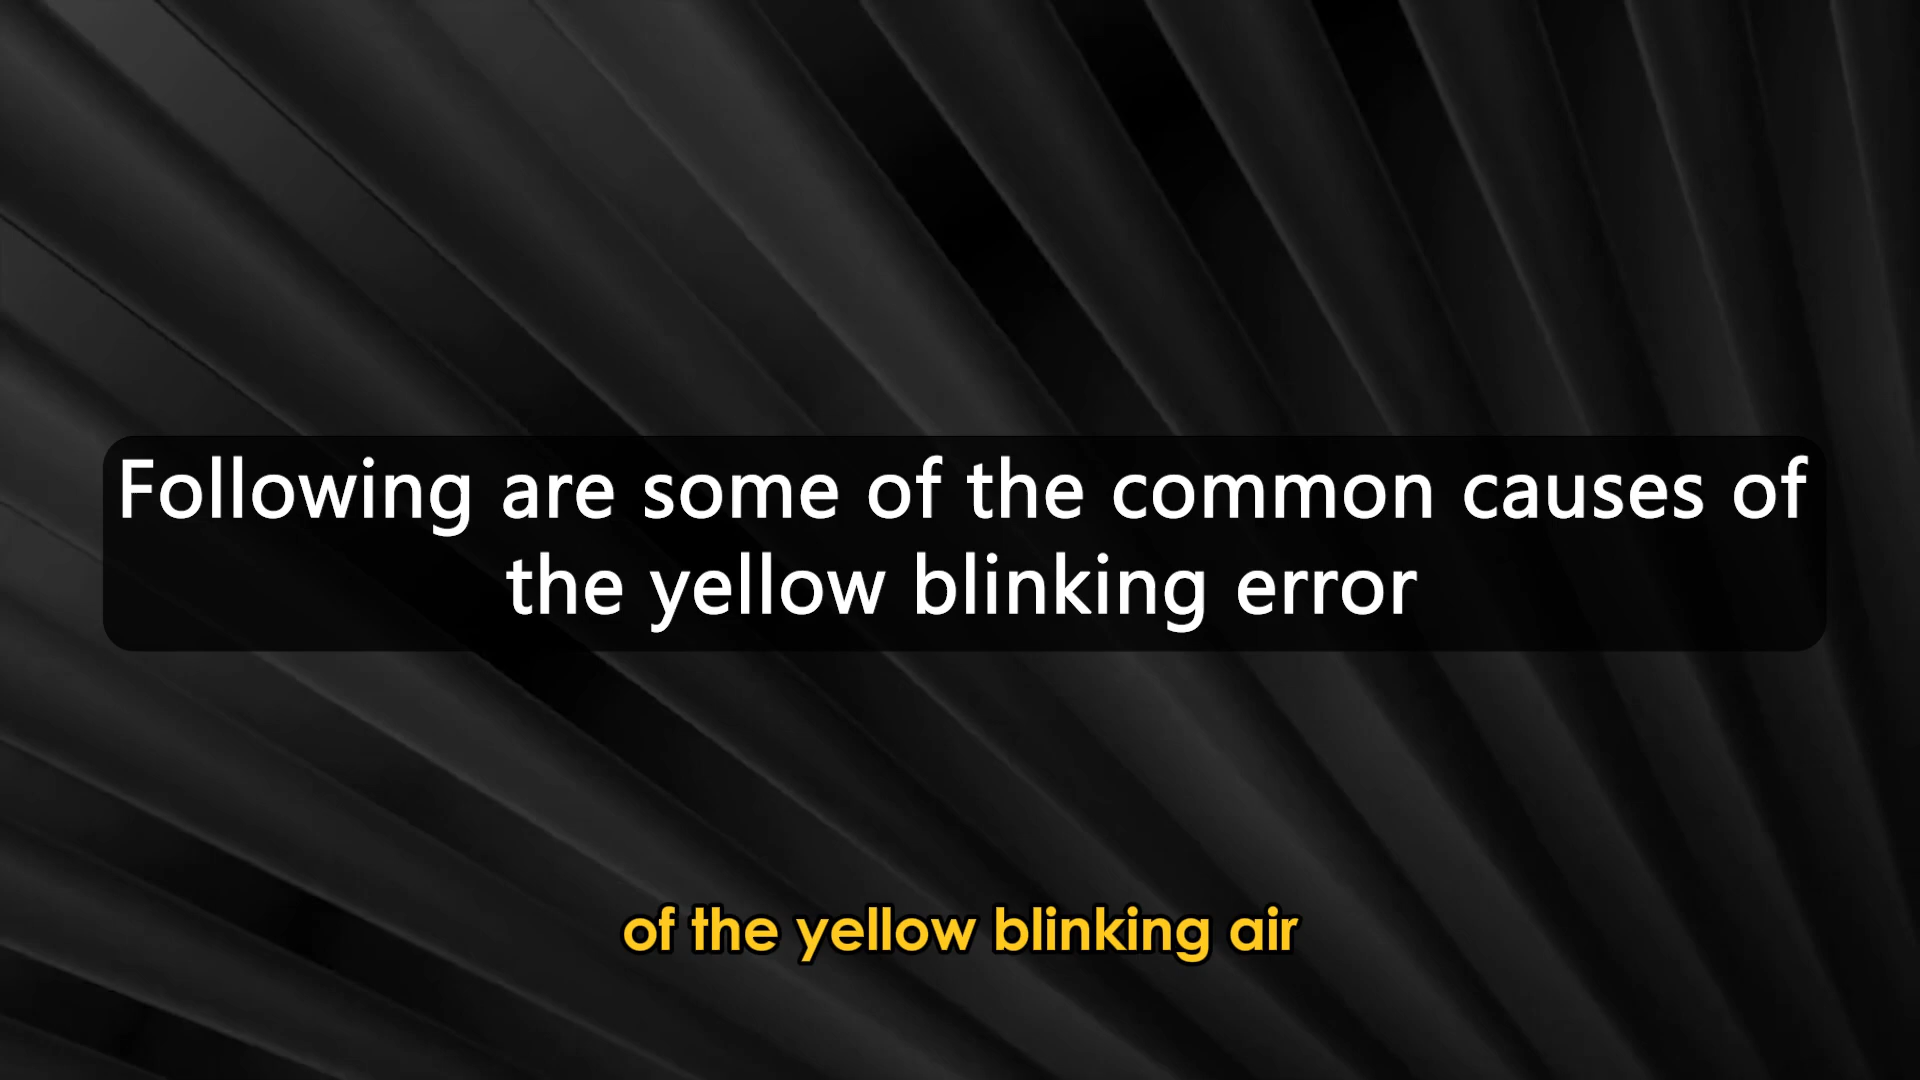 Following are some of the common causes of
the yellow blinking error
of the yellow blinking air